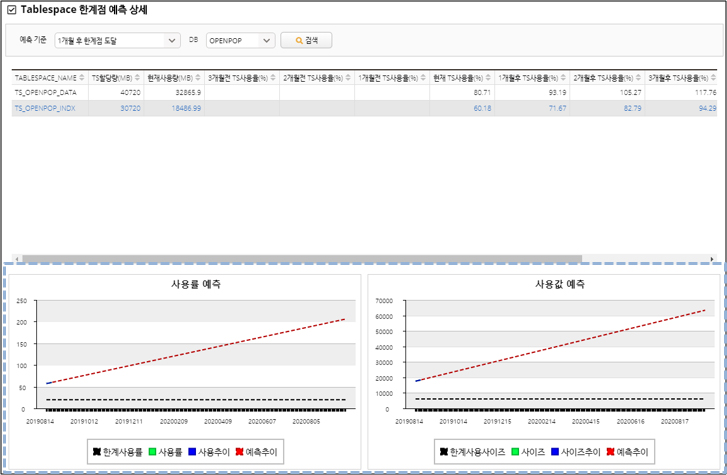 Tablespace 한계점 예측 상세
예측 기준 1개월 후 한계점 도달 DB OPENPOP 검색
TABLESPACE_NAME TS할당량(MB) 현재사용량(MB) 3개월전 TS사용률(%) 2개월전 TS사용률(%) 1개월전 TS사용률(%) 현재 TS사용률(%) 1개월후 TS사용률(%) 2개월후 TS사용률(%) 3개월후 TS사용률(%)
TS_OPENPOP_DATA 40720 32865.9 80.71 93.19 105.27 117.76
TS_OPENPOP_INDX 30720 18486.99 60.18 71.67 82.79 94.29
사용률 예측
250
200
150
100
50
0
20190814 20191012 20191211 20200209 20200409 20200607 20200805
한계사용률 사용률 사용추이 예측추이
사용값 예측
70000
60000
50000
40000
30000
20000
10000
0
20190814 20191014 20191215 20200214 20200415 20200616 20200817
한계사용사이즈 사이즈 사이즈추이 예측추이